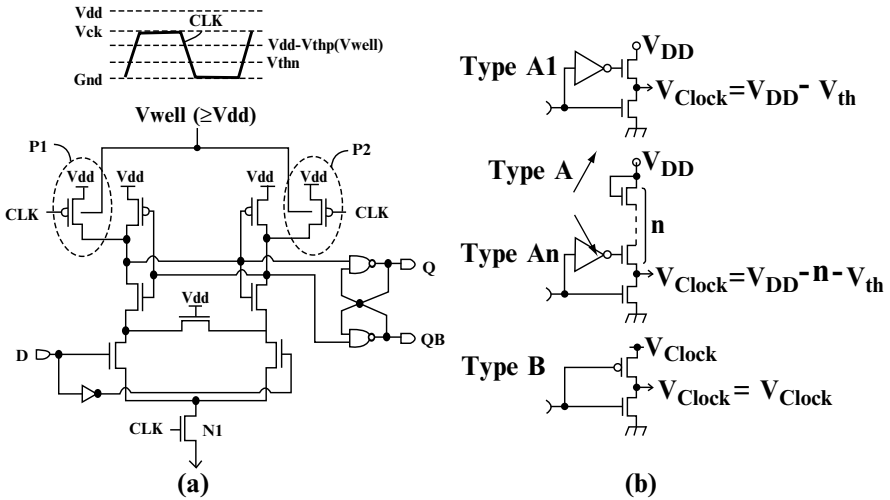 Vdd
Vck
CLK
Vdd-Vthp(Vwell)
Vthn
Gnd
Vwell (≥Vdd)
P1
P2
Vdd
Vdd
Vdd
Vdd
CLK
CLK
Q
Vdd
D
QB
CLK
N1
(a)
Type A1
VDD
VClock=VDD- Vth
Type A
VDD
n
Type An
VClock=VDD-n-Vth
Type B
VClock
VClock= VClock
(b)